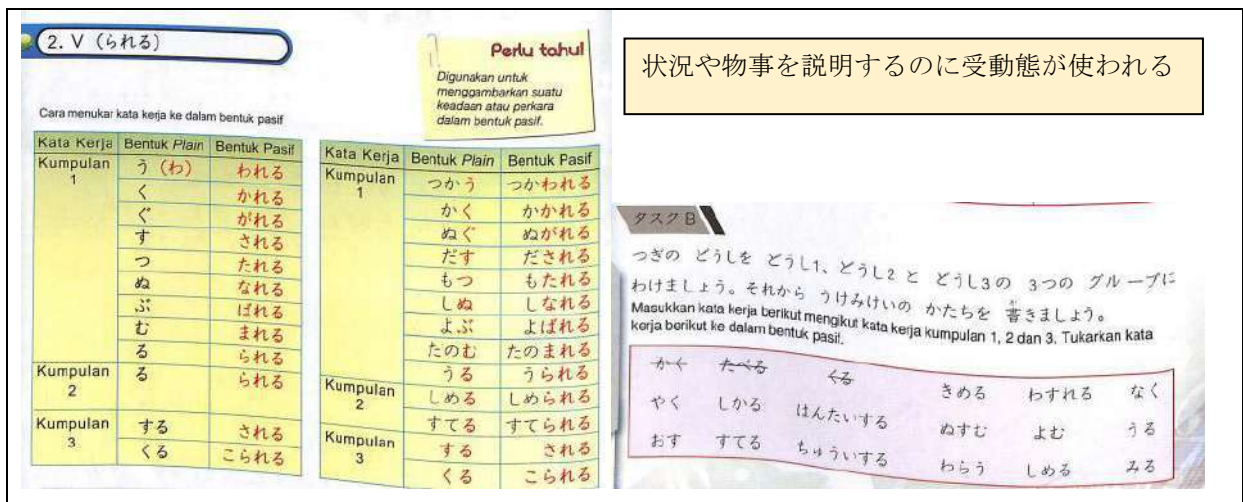 2. V (られる)
Perlu tahu!
Digunakan untuk
menggambarkan suatu
keadaan atau perkara
dalam bentuk pasif.
Cara menukar kata kerja ke dalam bentuk pasif
Kata Kerja Bentuk Plain Bentuk Pasif
Kumpulan 1 う (わ) われる
く かれる
ぐ がれる
す される
つ たれる
ぬ なれる
ぶ ばれる
む まれる
る られる
Kumpulan 2 る られる
Kumpulan 3 する される
くる こられる
Kata Kerja Bentuk Plain Bentuk Pasif
Kumpulan 1 つかう つかわれる
かく かかれる
ぬぐ ぬがれる
だす だされる
もつ もたれる
しぬ しなれる
よぶ よばれる
たのむ たのまれる
うる うられる
Kumpulan 2 しめる しめられる
すてる すてられる
Kumpulan 3 する される
くる こられる
状況や物事を説明するのに受動態が使われる
タスク B
つぎの どうしを どうし1、どうし2 と どうし3の 3つの グループに
わけましょう。それから うけみけいの かたちを 書きましょう。
Masukkan kata kerja berikut mengikut kata kerja kumpulan 1, 2 dan 3. Tukarkan kata
kerja berikut ke dalam bentuk pasif.
かく たべる くる きめる わすれる なく
やく しかる はんたいする ぬすむ よむ うる
おす すてる ちゅういする わらう しめる みる